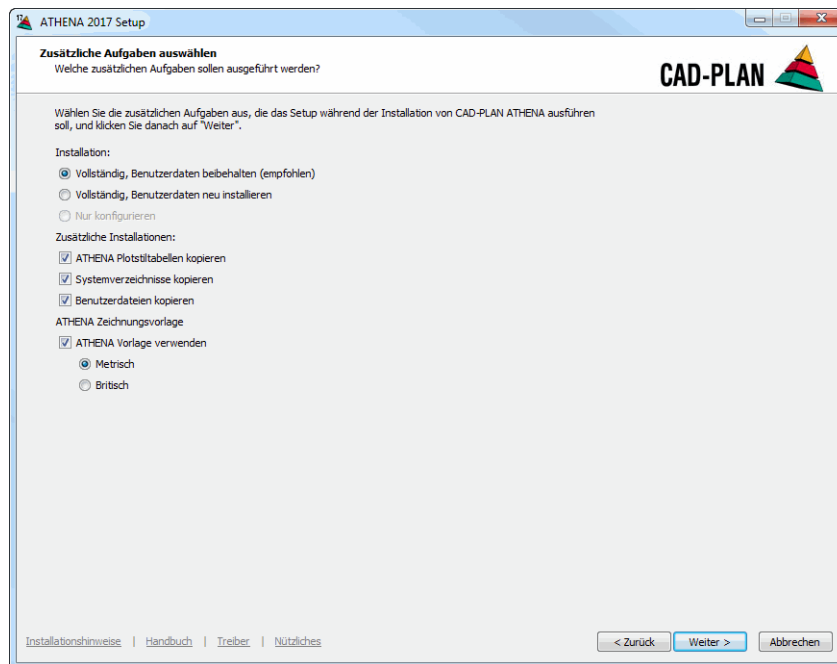 ATHENA 2017 Setup
Zusätzliche Aufgaben auswählen
Welche zusätzlichen Aufgaben sollen ausgeführt werden?
CAD-PLAN
Wählen Sie die zusätzlichen Aufgaben aus, die das Setup während der Installation von CAD-PLAN ATHENA ausführen
soll, und klicken Sie danach auf "Weiter".
Installation:
Vollständig, Benutzerdaten beibehalten (empfohlen)
Vollständig, Benutzerdaten neu installieren
Nur konfigurieren
Zusätzliche Installationen:
ATHENA Plotstiltabellen kopieren
Systemverzeichnisse kopieren
Benutzerdateien kopieren
ATHENA Zeichnungsvorlage
ATHENA Vorlage verwenden
Metrisch
Britisch
Installationshinweise | Handbuch | Treiber | Nützliches
< Zurück Weiter > Abbrechen